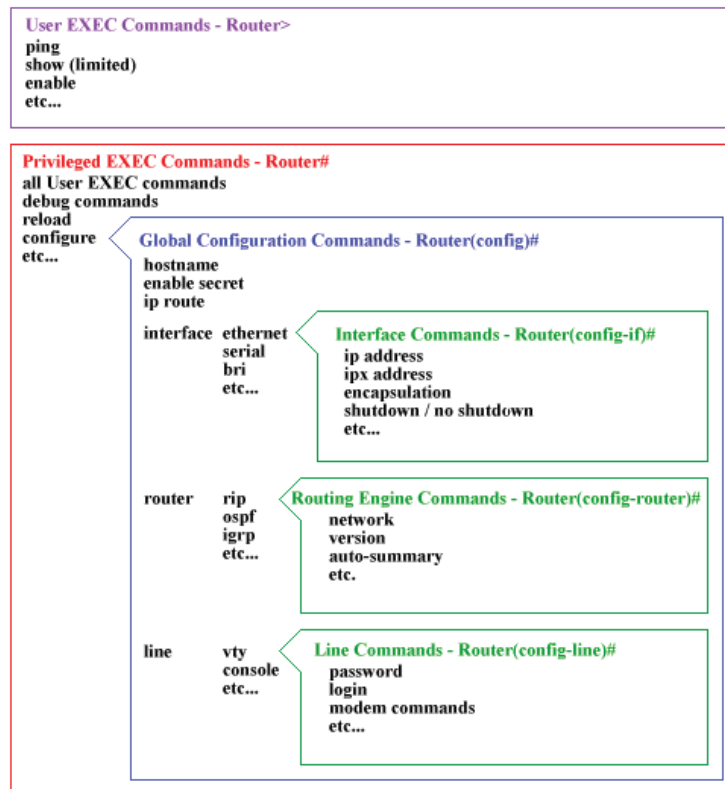 User EXEC Commands - Router>
ping
show (limited)
enable
etc...
Privileged EXEC Commands - Router#
all User EXEC commands
debug commands
reload
configure
etc...
Global Configuration Commands - Router(config)#
hostname
enable secret
ip route
interface ethernet
serial
bri
etc...
Interface Commands - Router(config-if)#
ip address
ipx address
encapsulation
shutdown / no shutdown
etc...
router rip
ospf
igrp
etc...
Routing Engine Commands - Router(config-router)#
network
version
auto-summary
etc.
line vty
console
etc...
Line Commands - Router(config-line)#
password
login
modem commands
etc...